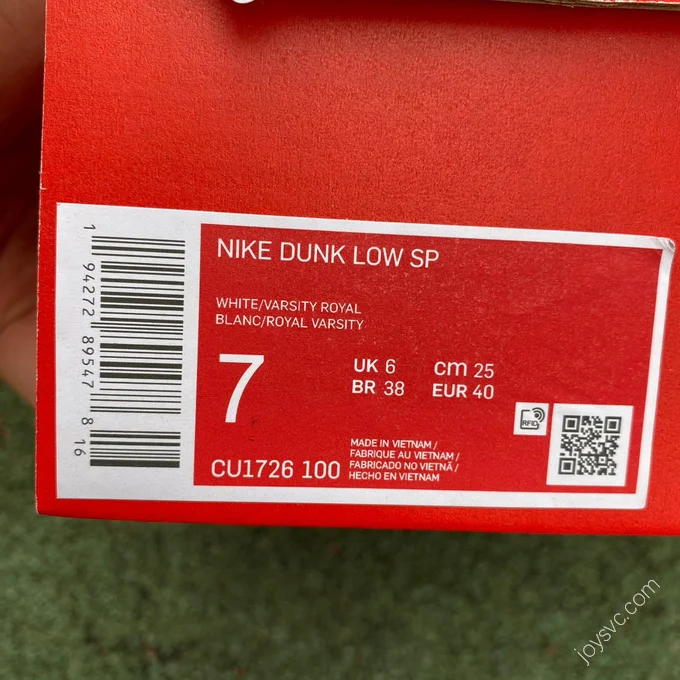 NIKE DUNK LOW SP
WHITE/VARSITY ROYAL
BLANC/ROYAL VARSITY
7
UK 6 cm 25
BR 38 EUR 40
RFID
CU1726 100
MADE IN VIETNAM /
FABRIQUE AU VIETNAM /
FABRICADO NO VIETNÃ /
HECHO EN VIETNAM
1 94272 89547 8 16
joysvc.com